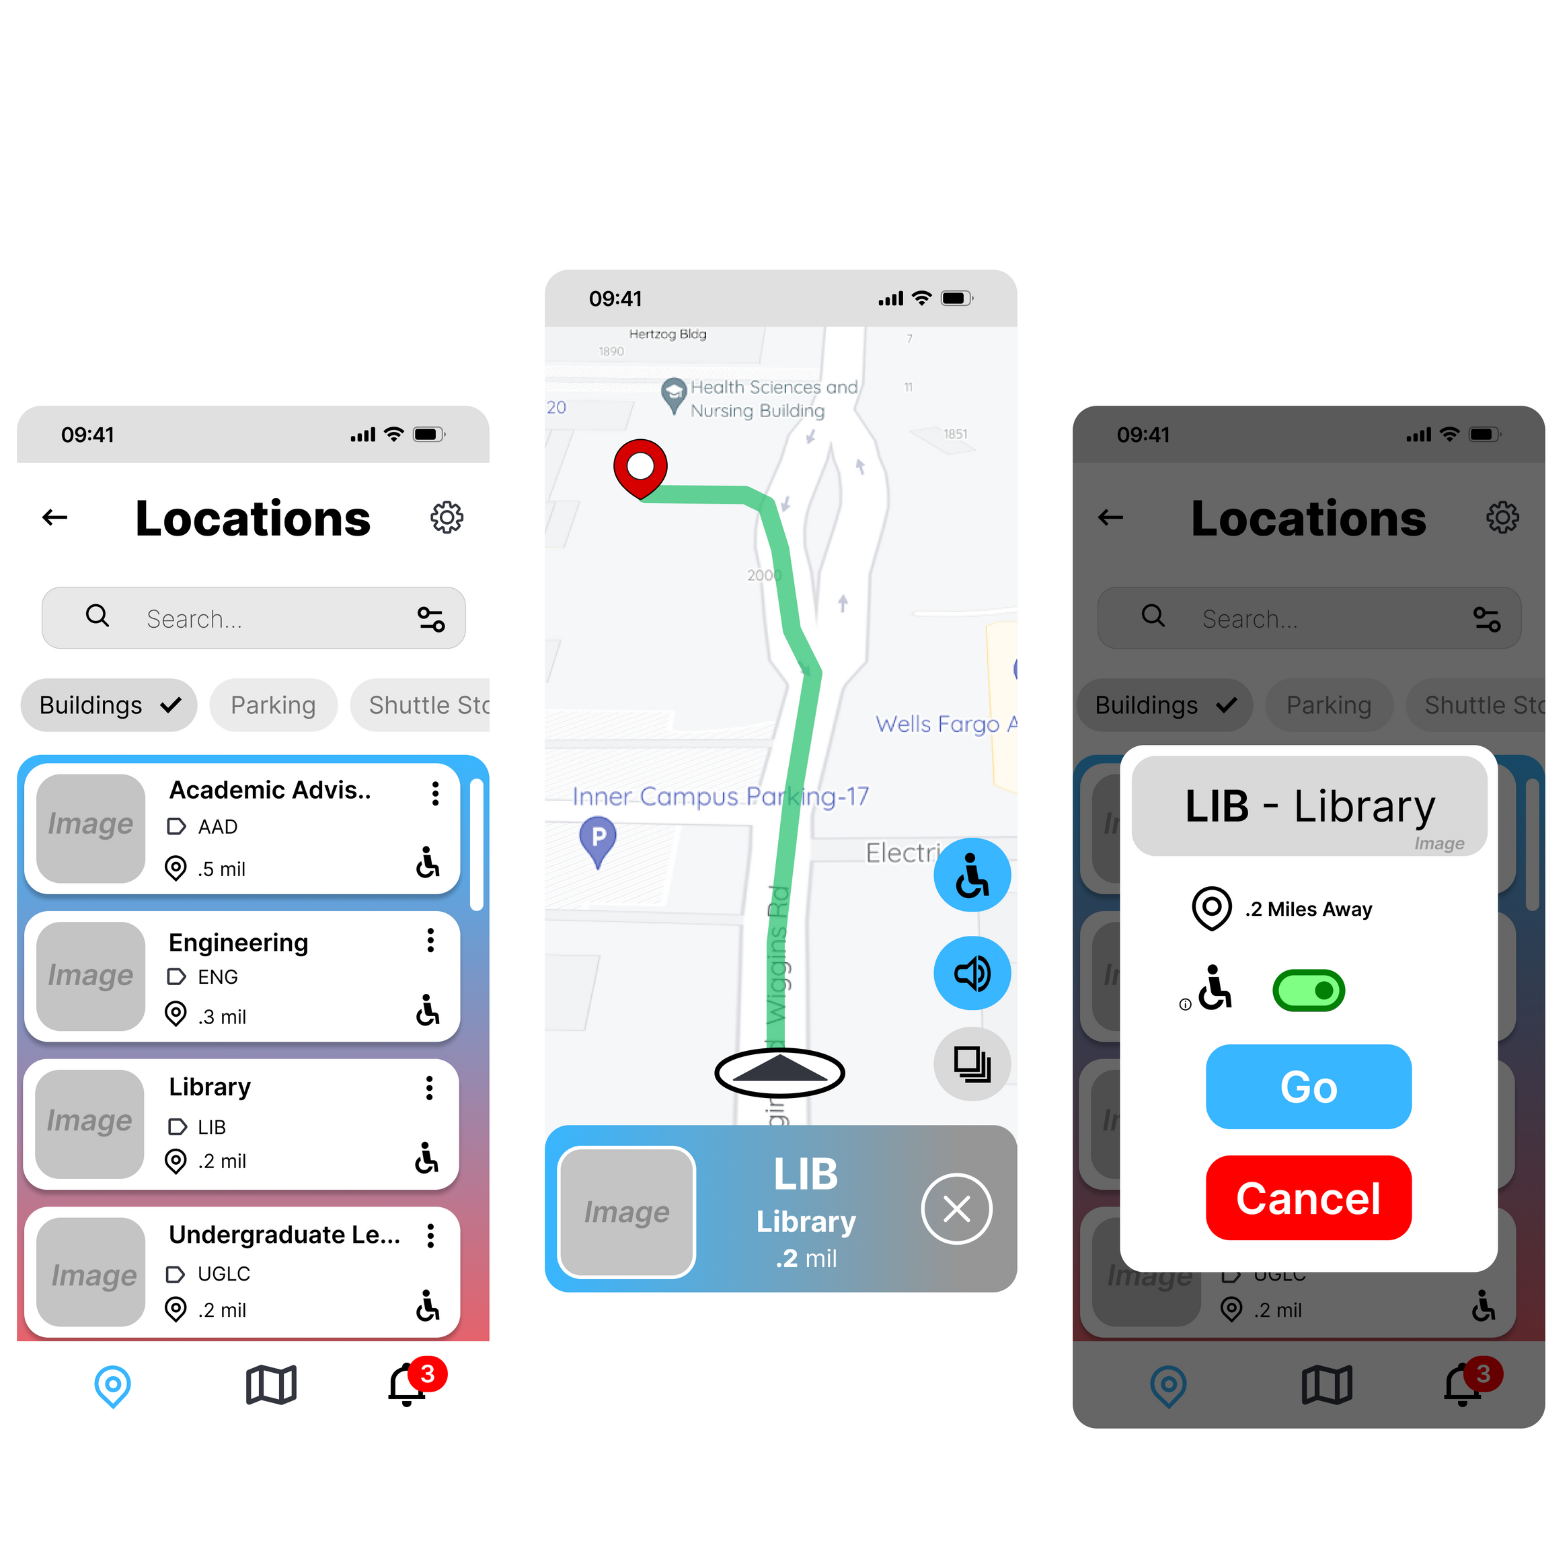 09:41
Locations
Search...
Buildings
Parking
Shuttle Sto
Image
Academic Advis..
AAD
.5 mil
Image
Engineering
ENG
.3 mil
Image
Library
LIB
.2 mil
Image
Undergraduate Le...
UGLC
.2 mil
3
09:41
Hertzog Bldg
1890
7
Health Sciences and
Nursing Building
11
20
1851
2000
Wells Fargo A
Inner Campus Parking-17
P
Electri
Wiggins Rd
Image
LIB
Library
.2 mil
09:41
Locations
Search...
Buildings
Parking
Shuttle Sto
LIB - Library
Image
.2 Miles Away
Go
Cancel
Image
UGLC
.2 mil
3